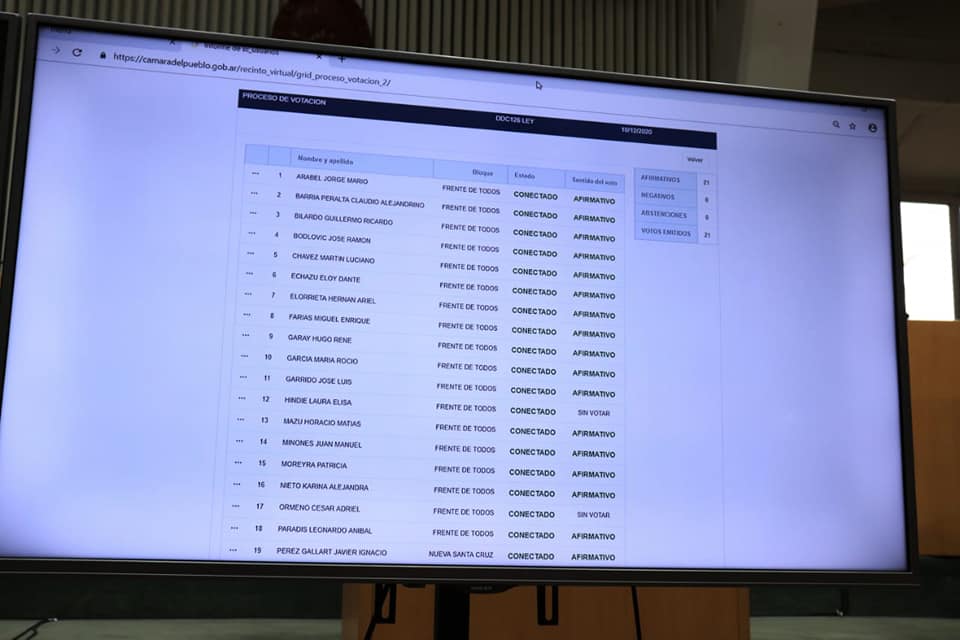 https://camaradelpueblo.gob.ar/recinto_virtual/grid_proceso_votacion_2/
PROCESO DE VOTACION LEY 10/12/2020
Volver
Nombre y apellido Bloque Estado Sentido del voto
1 ARABEL JORGE MARIO FRENTE DE TODOS CONECTADO AFIRMATIVO
2 BARRIA PERALTA CLAUDIO ALEJANDRINO FRENTE DE TODOS CONECTADO AFIRMATIVO
3 BILARDO GUILLERMO RICARDO FRENTE DE TODOS CONECTADO AFIRMATIVO
4 BODLOVIC JOSE RAMON FRENTE DE TODOS CONECTADO AFIRMATIVO
5 CHAVEZ MARTIN LUCIANO FRENTE DE TODOS CONECTADO AFIRMATIVO
6 ECHAZU ELOY DANTE FRENTE DE TODOS CONECTADO AFIRMATIVO
7 ELORRIETA HERNAN ARIEL FRENTE DE TODOS CONECTADO AFIRMATIVO
8 FARIAS MIGUEL ENRIQUE FRENTE DE TODOS CONECTADO AFIRMATIVO
9 GARAY HUGO RENE FRENTE DE TODOS CONECTADO AFIRMATIVO
10 GARCIA MARIA ROCIO FRENTE DE TODOS CONECTADO AFIRMATIVO
11 GARRIDO JOSE LUIS FRENTE DE TODOS CONECTADO AFIRMATIVO
12 HINDIE LAURA ELISA FRENTE DE TODOS CONECTADO SIN VOTAR
13 MAZU HORACIO MATIAS FRENTE DE TODOS CONECTADO AFIRMATIVO
14 MINONES JUAN MANUEL FRENTE DE TODOS CONECTADO AFIRMATIVO
15 MOREYRA PATRICIA FRENTE DE TODOS CONECTADO AFIRMATIVO
16 NIETO KARINA ALEJANDRA FRENTE DE TODOS CONECTADO AFIRMATIVO
17 ORMENO CESAR ADRIEL FRENTE DE TODOS CONECTADO SIN VOTAR
18 PARADIS LEONARDO ANIBAL FRENTE DE TODOS CONECTADO AFIRMATIVO
19 PEREZ GALLART JAVIER IGNACIO NUEVA SANTA CRUZ CONECTADO AFIRMATIVO
AFIRMATIVOS 21
NEGATIVOS 0
ABSTENCIONES 0
VOTOS EMITIDOS 21